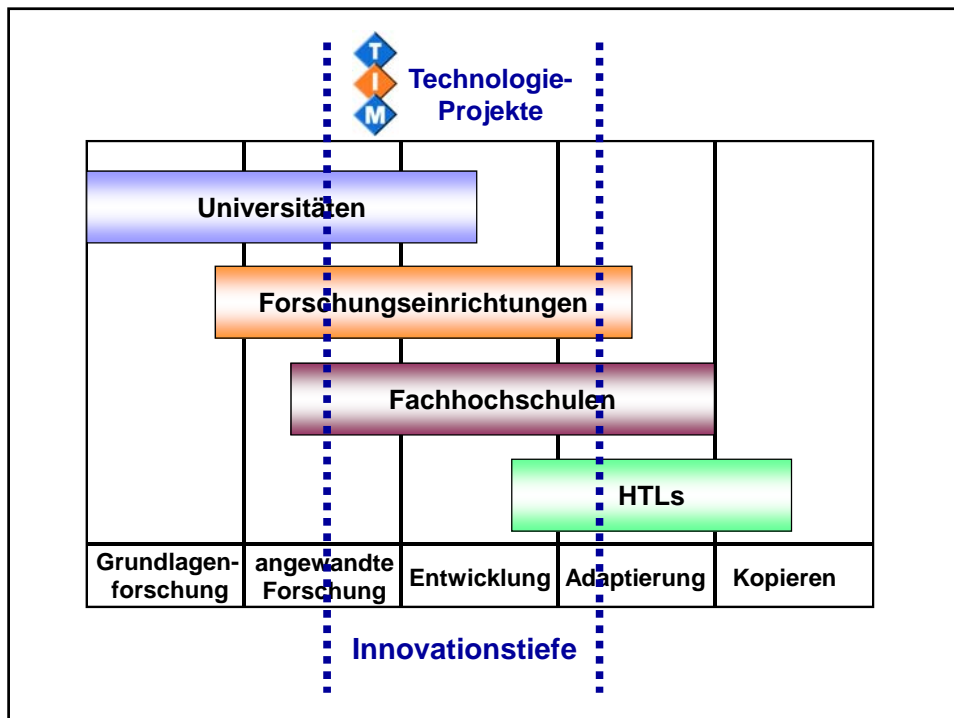 T
I
M
Technologie-
Projekte
Universitäten
Forschungseinrichtungen
Fachhochschulen
HTLs
Grundlagen-
forschung
angewandte
Forschung
Entwicklung
Adaptierung
Kopieren
Innovationstiefe